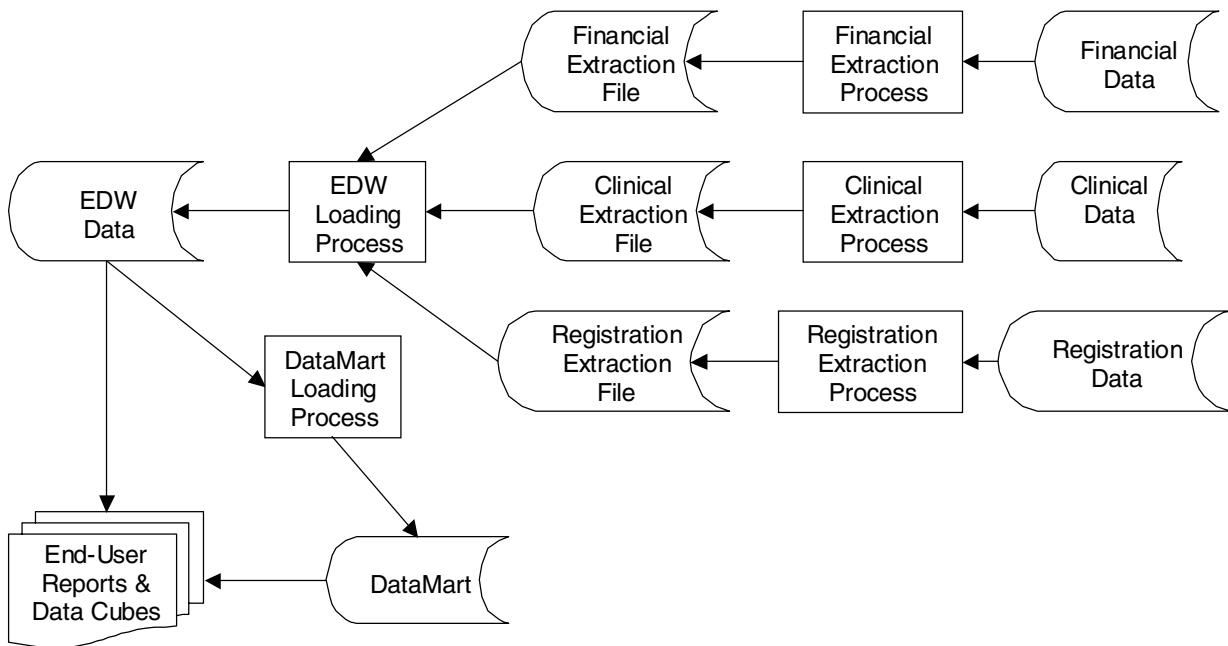 Financial
Extraction
File
Financial
Extraction
Process
Financial
Data
EDW
Data
EDW
Loading
Process
Clinical
Extraction
File
Clinical
Extraction
Process
Clinical
Data
Registration
Extraction
File
Registration
Extraction
Process
Registration
Data
DataMart
Loading
Process
End-User
Reports &
Data Cubes
DataMart